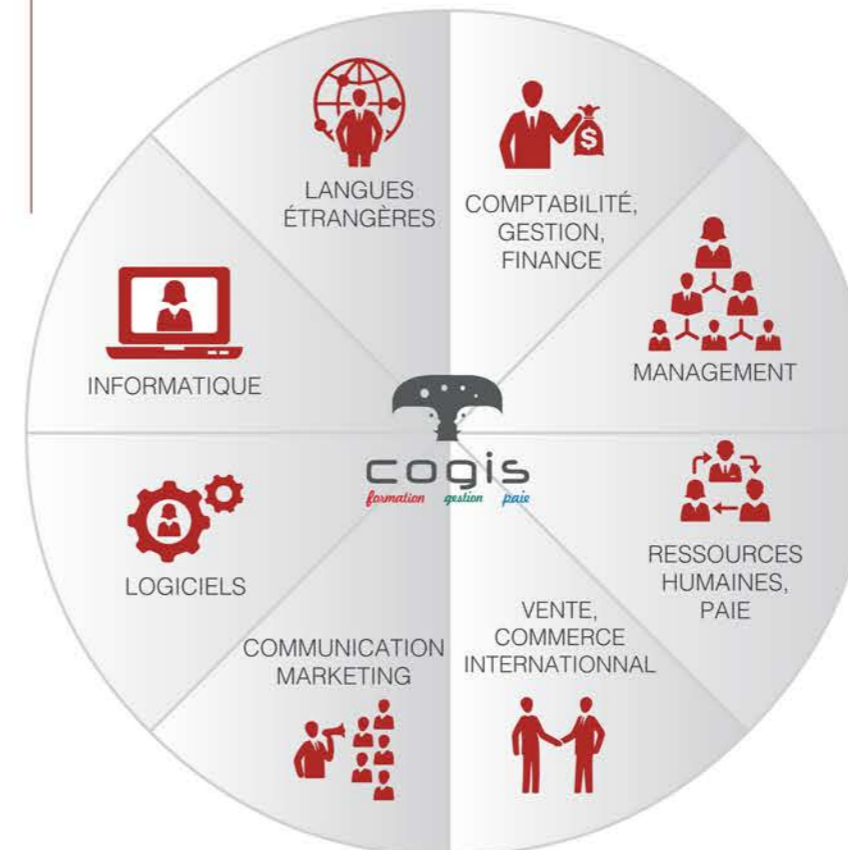 LANGUES
ÉTRANGÈRES
COMPTABILITÉ,
GESTION,
FINANCE
$
INFORMATIQUE
MANAGEMENT
cogis
formation gestion paie
LOGICIELS
RESSOURCES
HUMAINES,
PAIE
COMMUNICATION
MARKETING
VENTE,
COMMERCE
INTERNATIONNAL